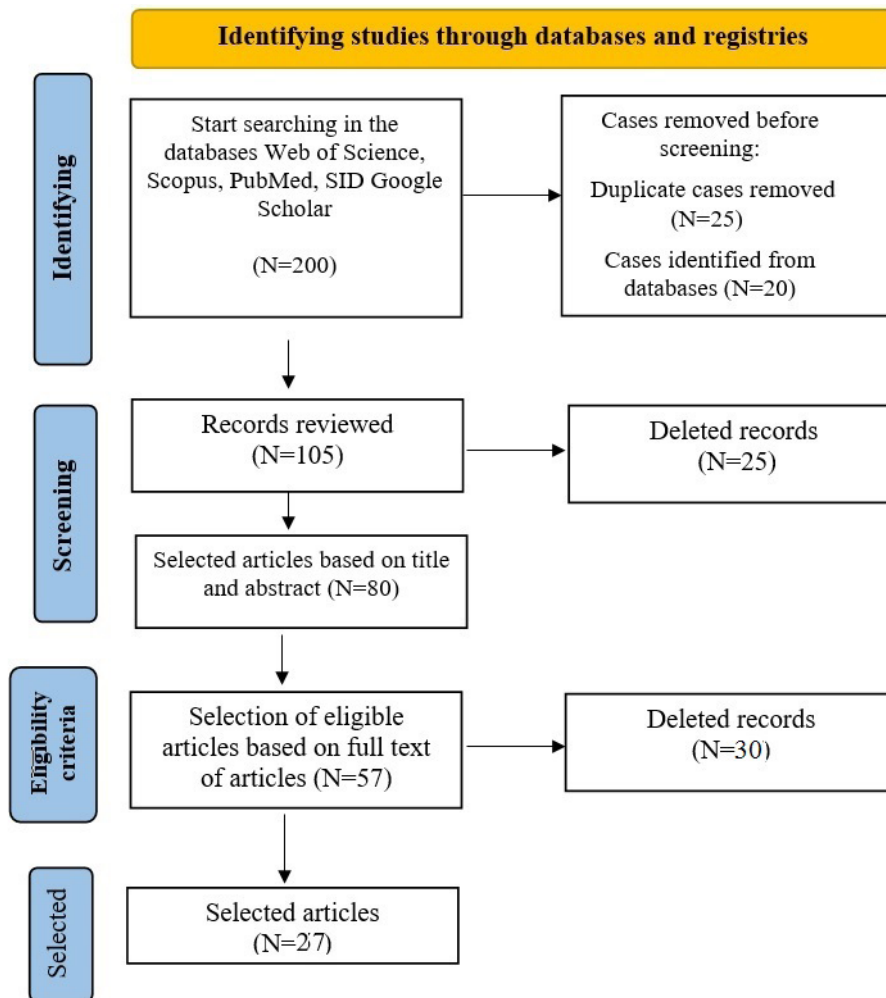 Identifying studies through databases and registries
Identifying
Start searching in the
databases Web of Science,
Scopus, PubMed, SID Google
Scholar
(N=200)
Cases removed before
screening:
Duplicate cases removed
(N=25)
Cases identified from
databases (N=20)
Screening
Records reviewed
(N=105)
Deleted records
(N=25)
Selected articles based on title
and abstract (N=80)
Eligibility
criteria
Selection of eligible
articles based on full text
of articles (N=57)
Deleted records
(N=30)
Selected
Selected articles
(N=27)